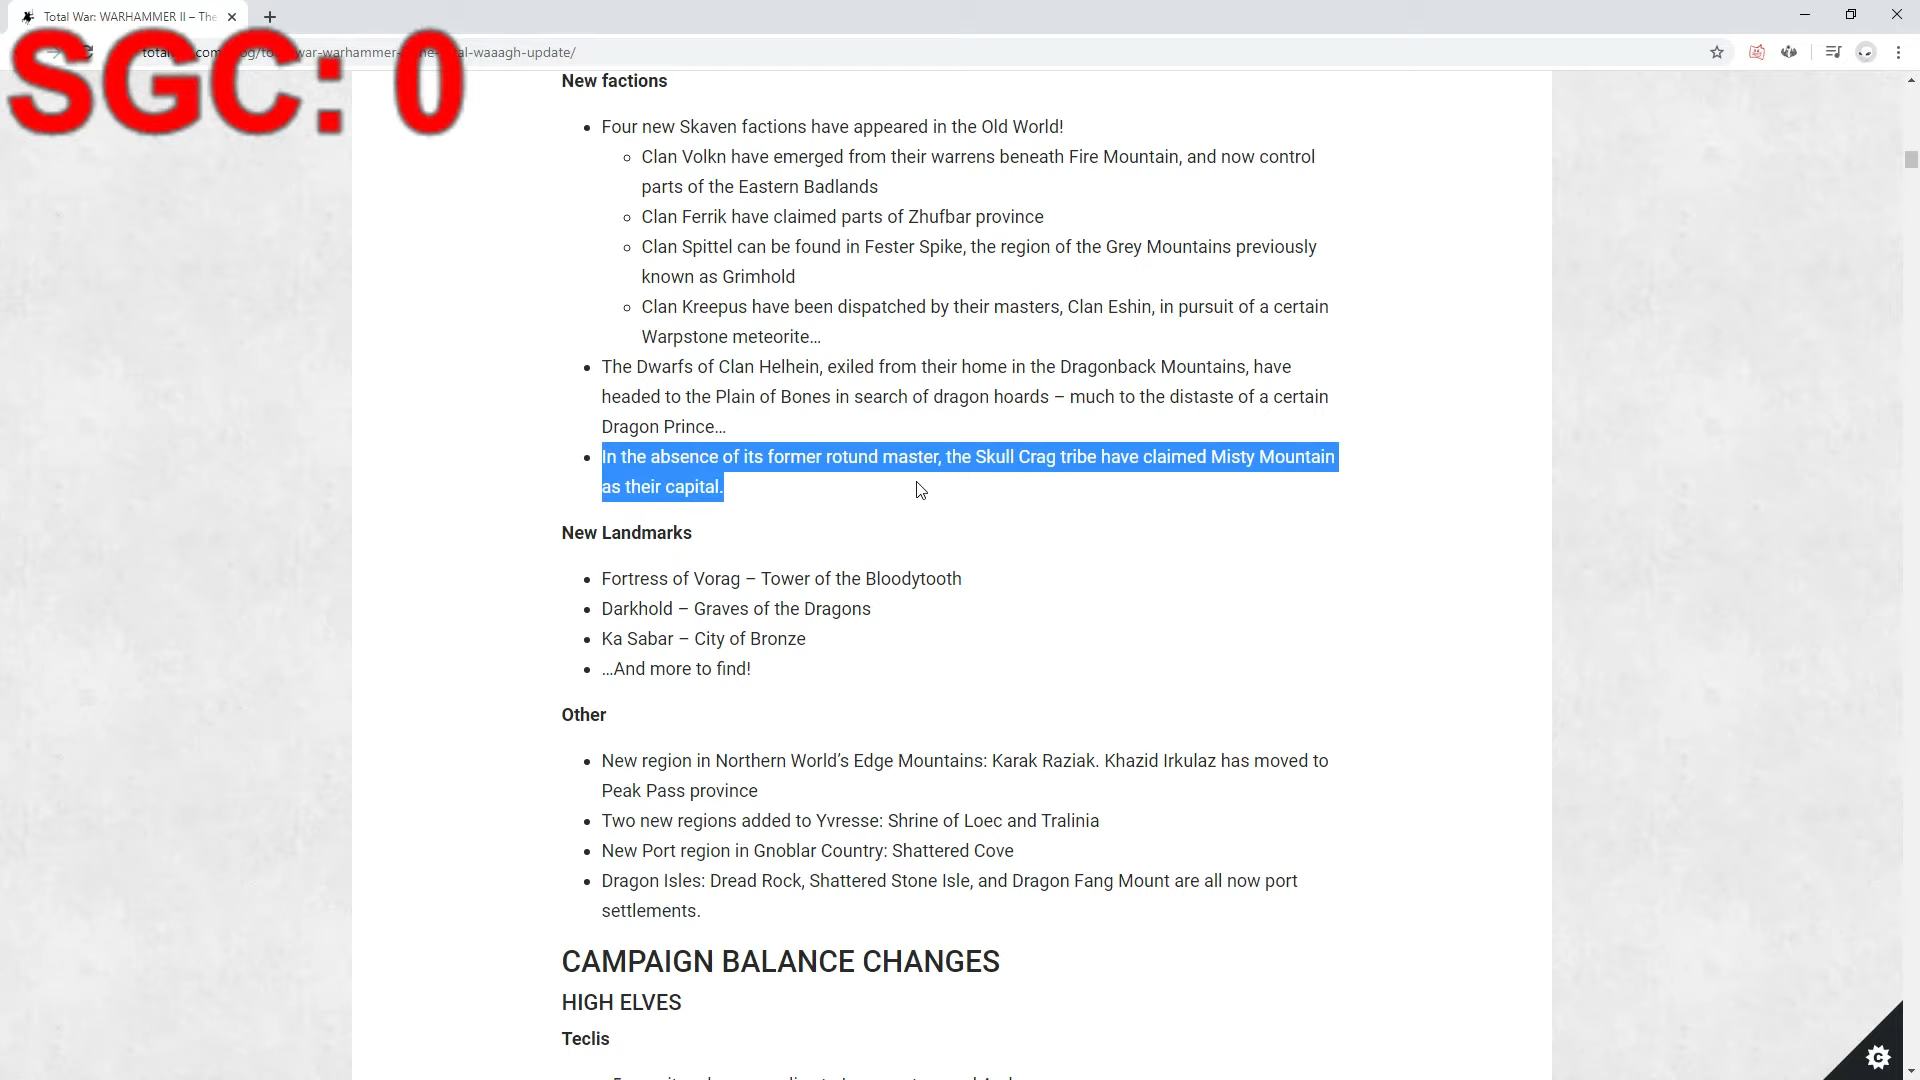 Total War: WARHAMMER II – The
SGC: 0
war-warhammer-
al-waaagh-update/
New factions
• Four new Skaven factions have appeared in the Old World!
◦ Clan Volkn have emerged from their warrens beneath Fire Mountain, and now control
parts of the Eastern Badlands
◦ Clan Ferrik have claimed parts of Zhufbar province
◦ Clan Spittel can be found in Fester Spike, the region of the Grey Mountains previously
known as Grimhold
◦ Clan Kreepus have been dispatched by their masters, Clan Eshin, in pursuit of a certain
Warpstone meteorite…
• The Dwarfs of Clan Helhein, exiled from their home in the Dragonback Mountains, have
headed to the Plain of Bones in search of dragon hoards – much to the distaste of a certain
Dragon Prince…
• In the absence of its former rotund master, the Skull Crag tribe have claimed Misty Mountain
as their capital.
New Landmarks
• Fortress of Vorag – Tower of the Bloodytooth
• Darkhold – Graves of the Dragons
• Ka Sabar – City of Bronze
• …And more to find!
Other
• New region in Northern World’s Edge Mountains: Karak Raziak. Khazid Irkulaz has moved to
Peak Pass province
• Two new regions added to Yvresse: Shrine of Loec and Tralinia
• New Port region in Gnoblar Country: Shattered Cove
• Dragon Isles: Dread Rock, Shattered Stone Isle, and Dragon Fang Mount are all now port
settlements.
CAMPAIGN BALANCE CHANGES
HIGH ELVES
Teclis